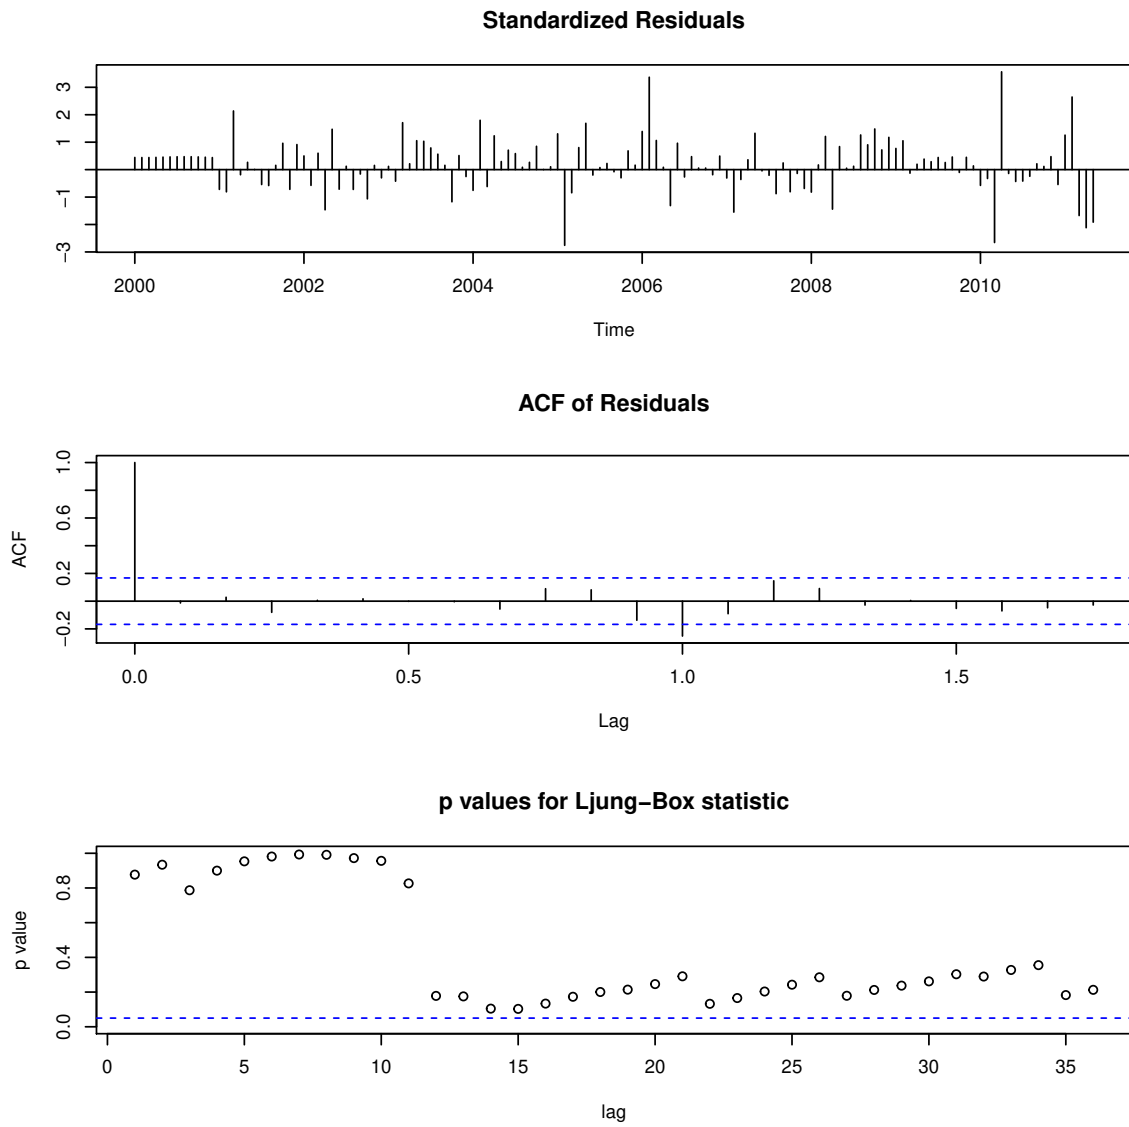 Standardized Residuals
3
2
1
−1
−3
2000 2002 2004 2006 2008 2010
Time
ACF of Residuals
ACF
1.0
0.6
0.2
−0.2
0.0 0.5 1.0 1.5
Lag
p values for Ljung−Box statistic
p value
0.8
0.4
0.0
0 5 10 15 20 25 30 35
lag